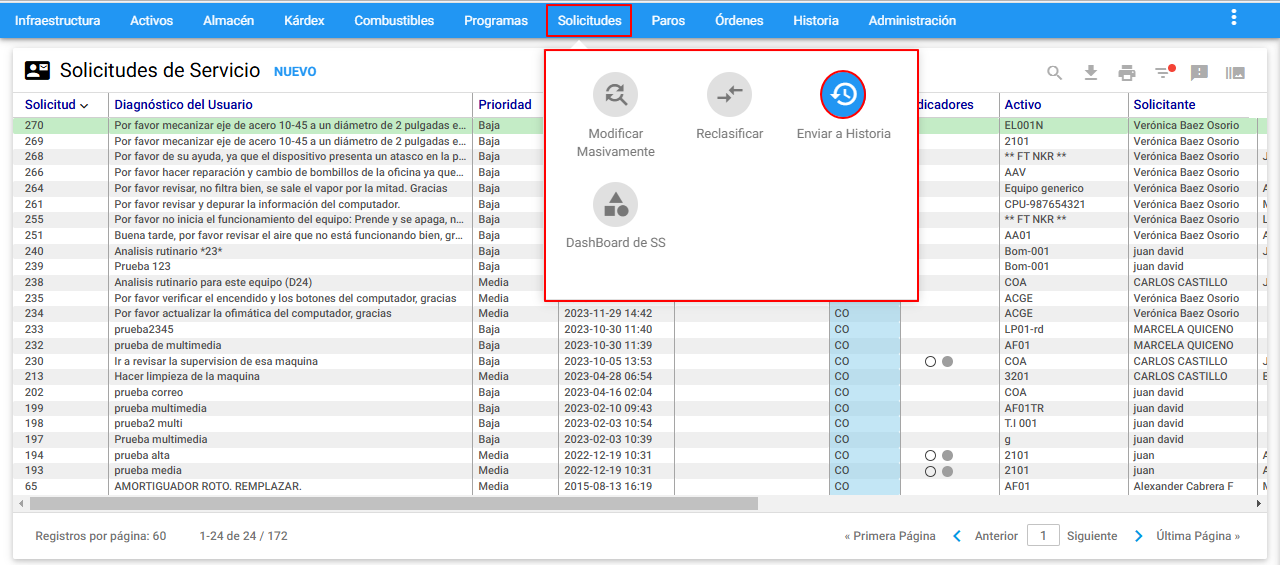 Infraestructura Activos Almacén Kárdex Combustibles Programas Solicitudes Paros Órdenes Historia Administración
Solicitudes de Servicio NUEVO
Modificar Masivamente
Reclasificar
Enviar a Historia
DashBoard de SS
Solicitud Diagnóstico del Usuario Prioridad dicadores Activo Solicitante
270 Por favor mecanizar eje de acero 10-45 a un diámetro de 2 pulgadas e... Baja EL001N Verónica Baez Osorio
269 Por favor mecanizar eje de acero 10-45 a un diámetro de 2 pulgadas e... Baja 2101 Verónica Baez Osorio
268 Por favor de su ayuda, ya que el dispositivo presenta un atasco en la p... Baja ** FT NKR ** Verónica Baez Osorio J
266 Por favor hacer reparación y cambio de bombillos de la oficina ya que... Baja AAV Verónica Baez Osorio
264 Por favor revisar, no filtra bien, se sale el vapor por la mitad. Gracias Baja Equipo generico Verónica Baez Osorio A
261 Por favor revisar y depurar la información del computador. Baja CPU-987654321 Verónica Baez Osorio M
255 Por favor no inicia el funcionamiento del equipo: Prende y se apaga, n... Baja ** FT NKR ** Verónica Baez Osorio J
251 Buena tarde, por favor revisar el aire que no está funcionando bien, gr... Baja AA01 Verónica Baez Osorio A
240 Analisis rutinario *23* Baja Bom-001 juan david J
239 Prueba 123 Baja Bom-001 juan david
238 Analisis rutinario para este equipo (D24) Media COA CARLOS CASTILLO J
235 Por favor verificar el encendido y los botones del computador, gracias Media ACGE Verónica Baez Osorio
234 Por favor actualizar la ofimática del computador, gracias Media 2023-11-29 14:42 CO ACGE Verónica Baez Osorio
233 prueba2345 Baja 2023-10-30 11:40 CO LP01-rd MARCELA QUICENO
232 prueba de multimedia Baja 2023-10-30 11:39 CO AF01 MARCELA QUICENO
230 Ir a revisar la supervision de esa maquina Baja 2023-10-05 13:53 CO COA CARLOS CASTILLO J
213 Hacer limpieza de la maquina Media 2023-04-28 06:54 CO 3201 CARLOS CASTILLO E
202 prueba correo Baja 2023-04-16 02:04 CO COA juan david
199 prueba multimedia Baja 2023-02-10 09:43 CO AF01TR juan david
198 prueba2 multi Baja 2023-02-03 10:54 CO T.I 001 juan david
197 Prueba multimedia Baja 2023-02-03 10:39 CO g juan david
194 prueba alta Media 2022-12-19 10:31 CO 2101 juan A
193 prueba media Media 2022-12-19 10:31 CO 2101 juan A
65 AMORTIGUADOR ROTO. REMPLAZAR. Media 2015-08-13 16:19 CO AF01 Alexander Cabrera F M
Registros por página: 60 1-24 de 24 / 172 « Primera Página Anterior 1 Siguiente Última Página »